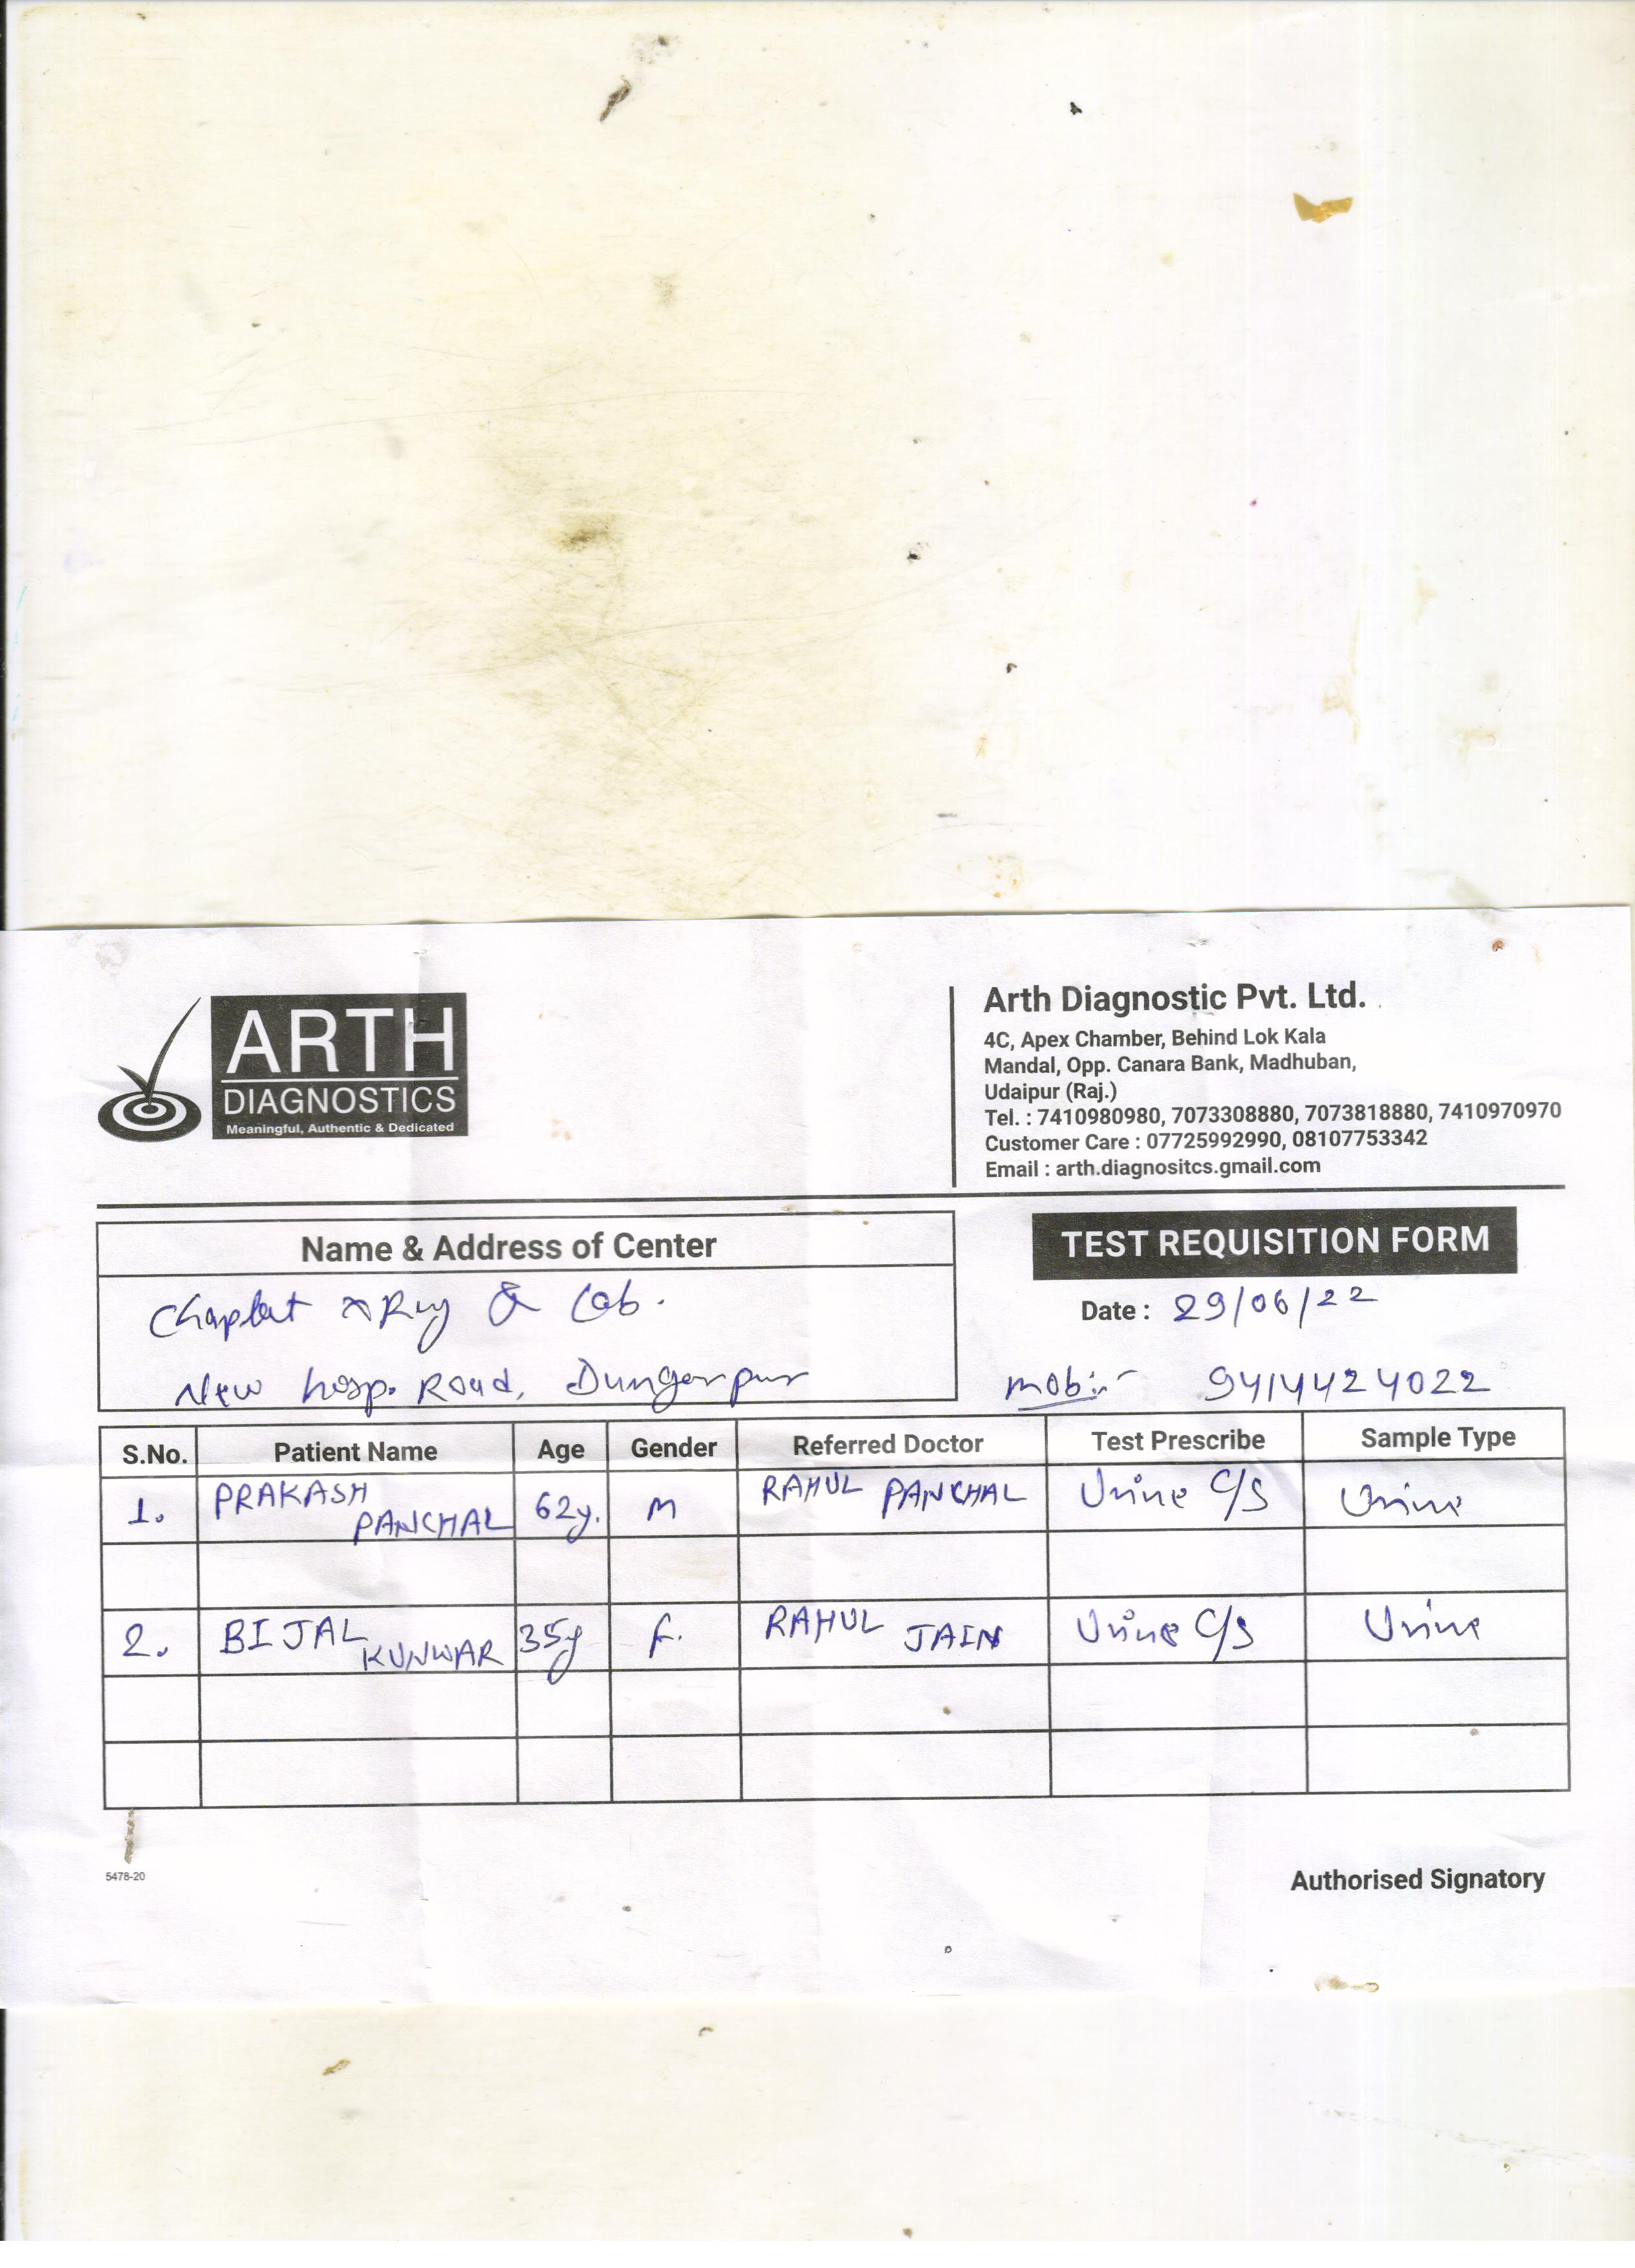 ARTH
DIAGNOSTICS
Meaningful, Authentic & Dedicated
Arth Diagnostic Pvt. Ltd.
4C, Apex Chamber, Behind Lok Kala
Mandal, Opp. Canara Bank, Madhuban,
Udaipur (Raj.)
Tel. : 7410980980, 7073308880, 7073818880, 7410970970
Customer Care : 07725992990, 08107753342
Email : arth.diagnositcs.gmail.com
Name & Address of Center
xRay & Lab.
New hosp. Road, Dungarpur
TEST REQUISITION FORM
Date : 29/06/22
Mob:- 9414424022
S.No. Patient Name Age Gender Referred Doctor Test Prescribe Sample Type
1. PRAKASH PANCHAL 62y. M RAHUL PANCHAL Urine C/S Urine
2. BIJAL KUNWAR 35y F. RAHUL JAIN Urine C/S Urine
5478-20
Authorised Signatory